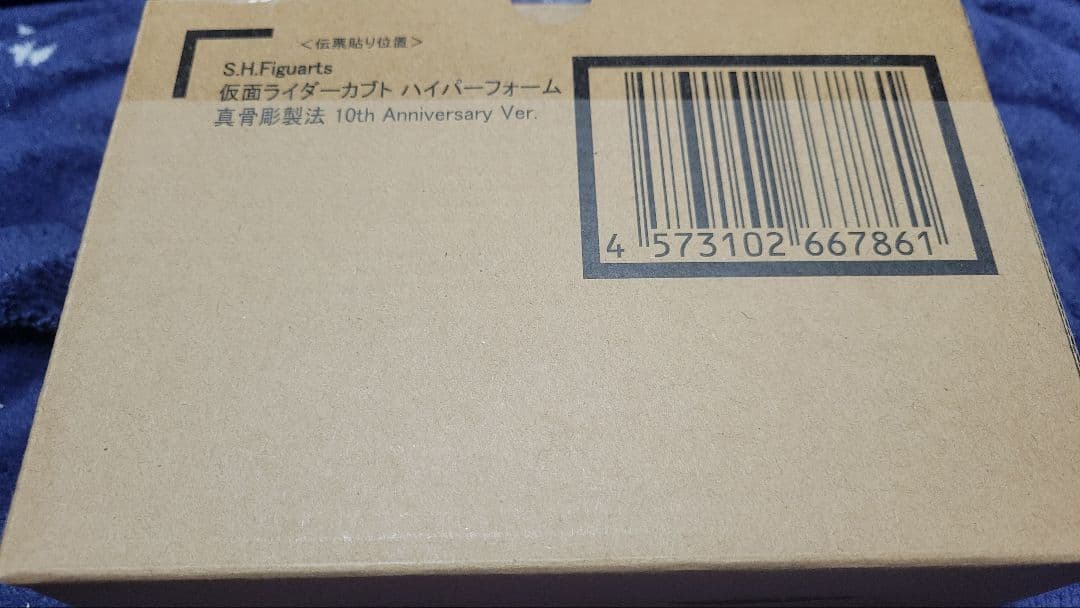 ＜伝票貼り位置＞
S.H.Figuarts
仮面ライダーカブト ハイパーフォーム
真骨彫製法 10th Anniversary Ver.
4 573102 667861